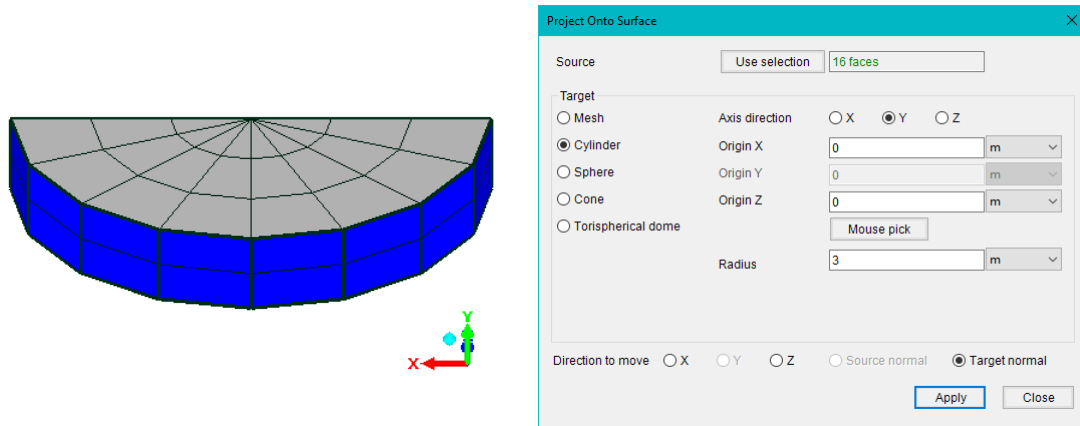 Y
X
Project Onto Surface
Source Use selection 16 faces
Target
Mesh Axis direction X Y Z
Cylinder Origin X 0 m
Sphere Origin Y 0 m
Cone Origin Z 0 m
Torispherical dome Mouse pick
Radius 3 m
Direction to move X Y Z Source normal Target normal
Apply Close